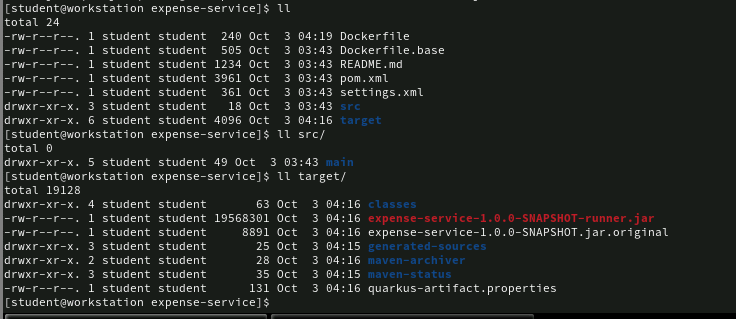 [student@workstation expense-service]$ ll
total 24
-rw-r--r--. 1 student student  240 Oct  3 04:19 Dockerfile
-rw-r--r--. 1 student student  505 Oct  3 03:43 Dockerfile.base
-rw-r--r--. 1 student student 1234 Oct  3 03:43 README.md
-rw-r--r--. 1 student student 3961 Oct  3 04:16 pom.xml
-rw-r--r--. 1 student student  361 Oct  3 03:43 settings.xml
drwxr-xr-x. 3 student student   18 Oct  3 03:43 src
drwxr-xr-x. 6 student student 4096 Oct  3 04:16 target
[student@workstation expense-service]$ ll src/
total 0
drwxr-xr-x. 5 student student 49 Oct  3 03:43 main
[student@workstation expense-service]$ ll target/
total 19128
drwxr-xr-x. 4 student student       63 Oct  3 04:16 classes
-rw-r--r--. 1 student student 19568301 Oct  3 04:16 expense-service-1.0.0-SNAPSHOT-runner.jar
-rw-r--r--. 1 student student     8891 Oct  3 04:16 expense-service-1.0.0-SNAPSHOT.jar.original
drwxr-xr-x. 3 student student       25 Oct  3 04:15 generated-sources
drwxr-xr-x. 2 student student       28 Oct  3 04:16 maven-archiver
drwxr-xr-x. 3 student student       35 Oct  3 04:15 maven-status
-rw-r--r--. 1 student student      131 Oct  3 04:16 quarkus-artifact.properties
[student@workstation expense-service]$